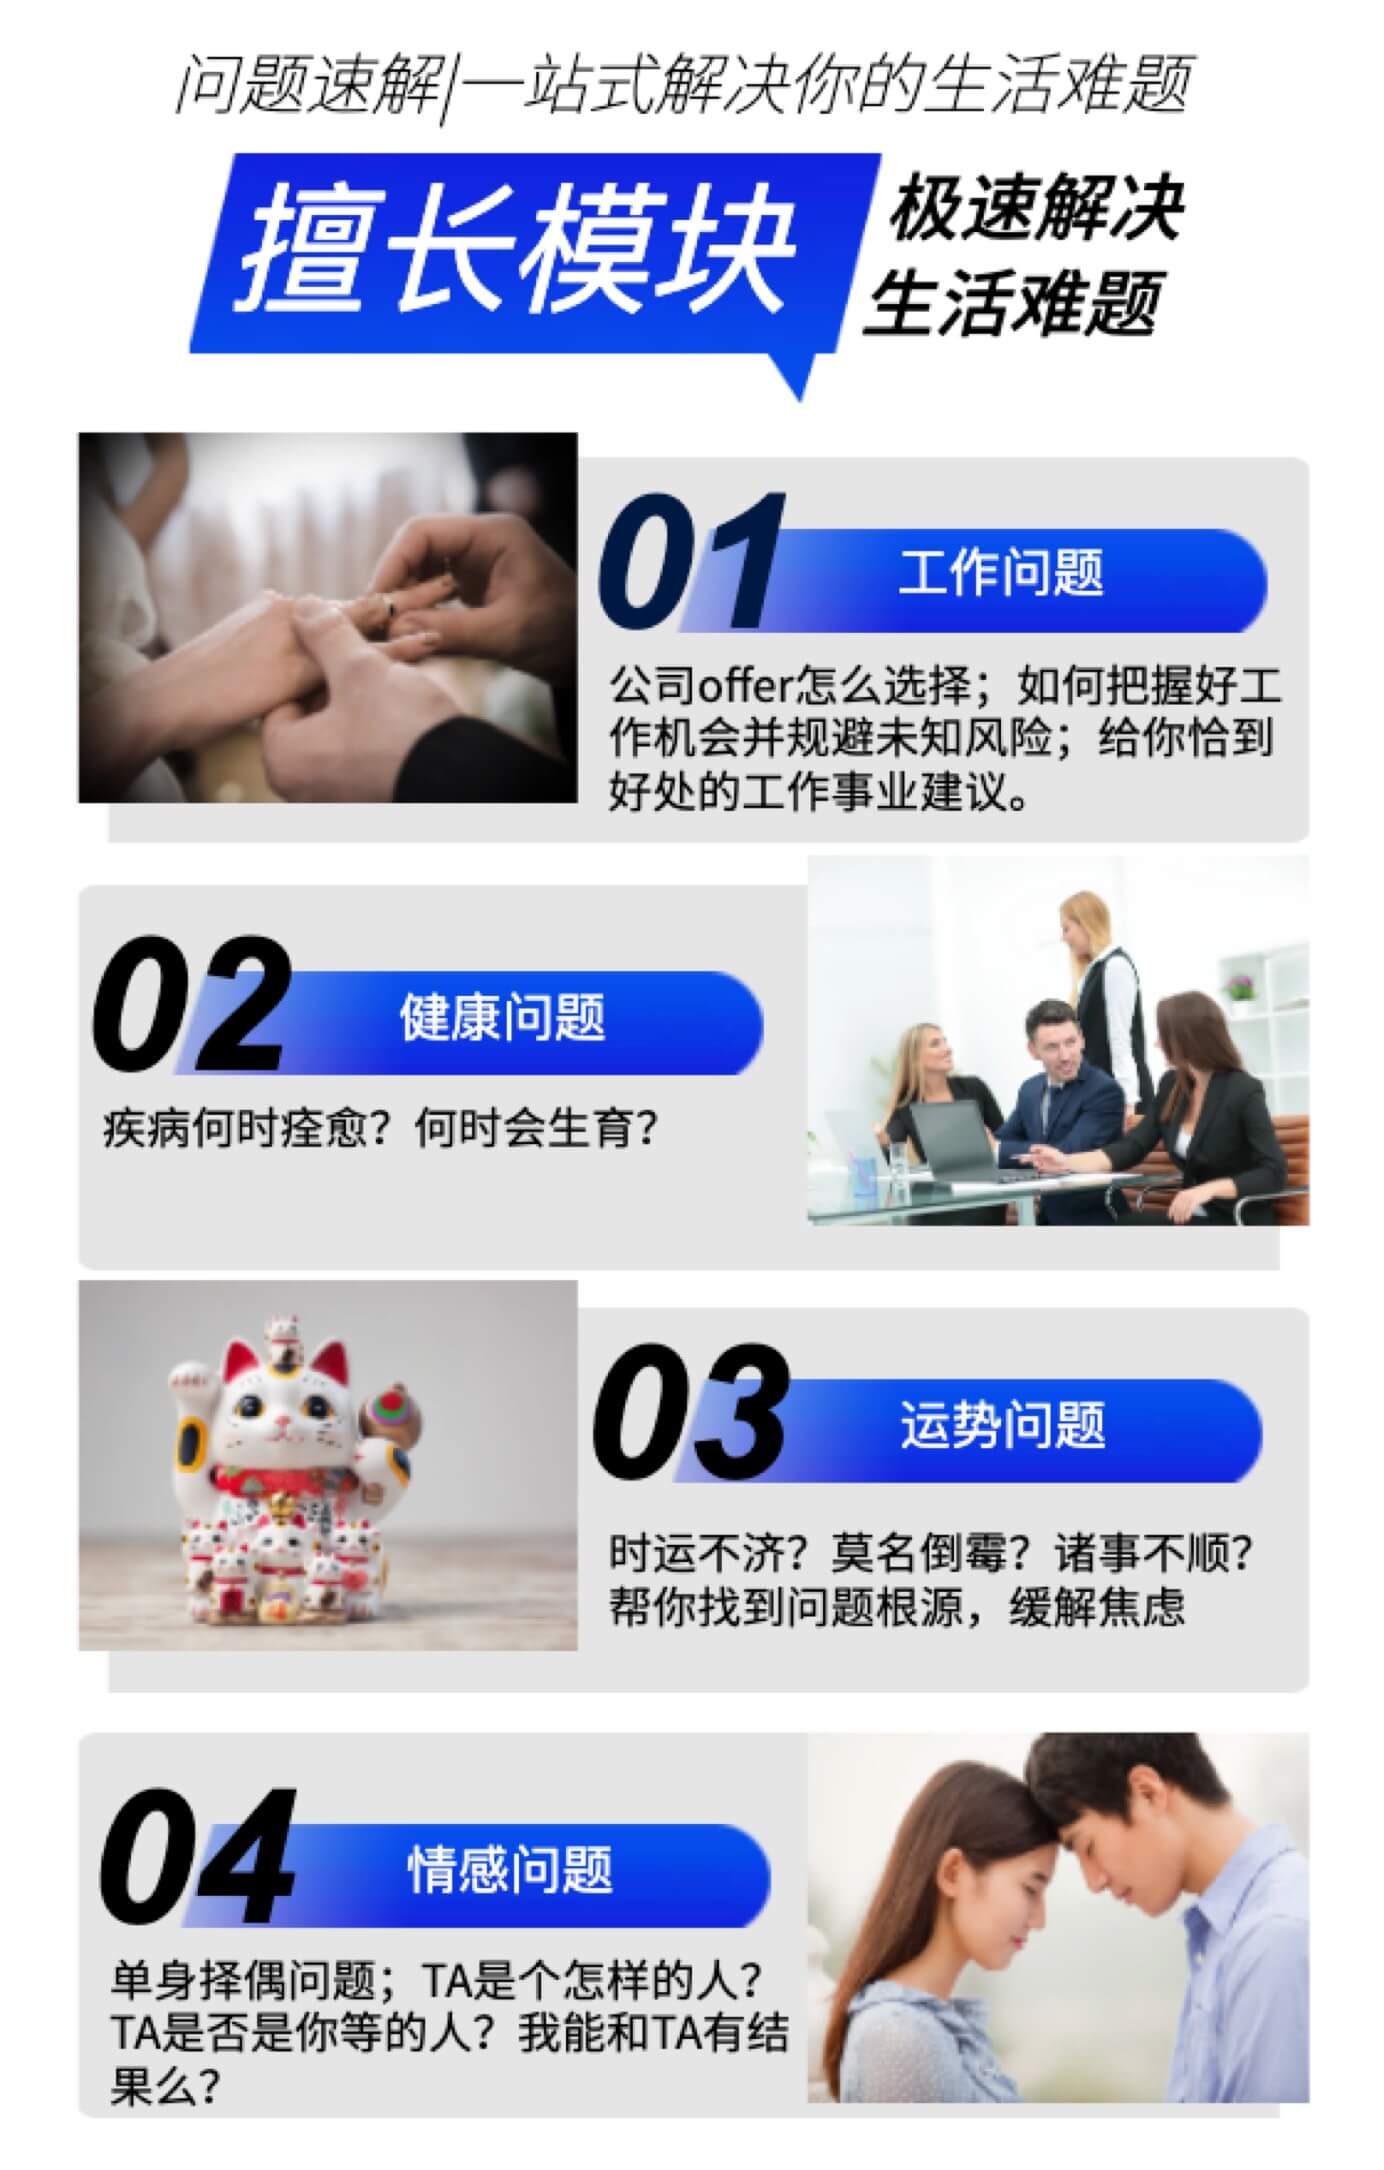 问题速解|一站式解决你的生活难题
擅长模块
极速解决
生活难题
01
工作问题
公司offer怎么选择；如何把握好工
作机会并规避未知风险；给你恰到
好处的工作事业建议。
02
健康问题
疾病何时痊愈？何时会生育？
03
运势问题
时运不济？莫名倒霉？诸事不顺？
帮你找到问题根源，缓解焦虑
04
情感问题
单身择偶问题；TA是个怎样的人？
TA是否是你等的人？我能和TA有结
果么？